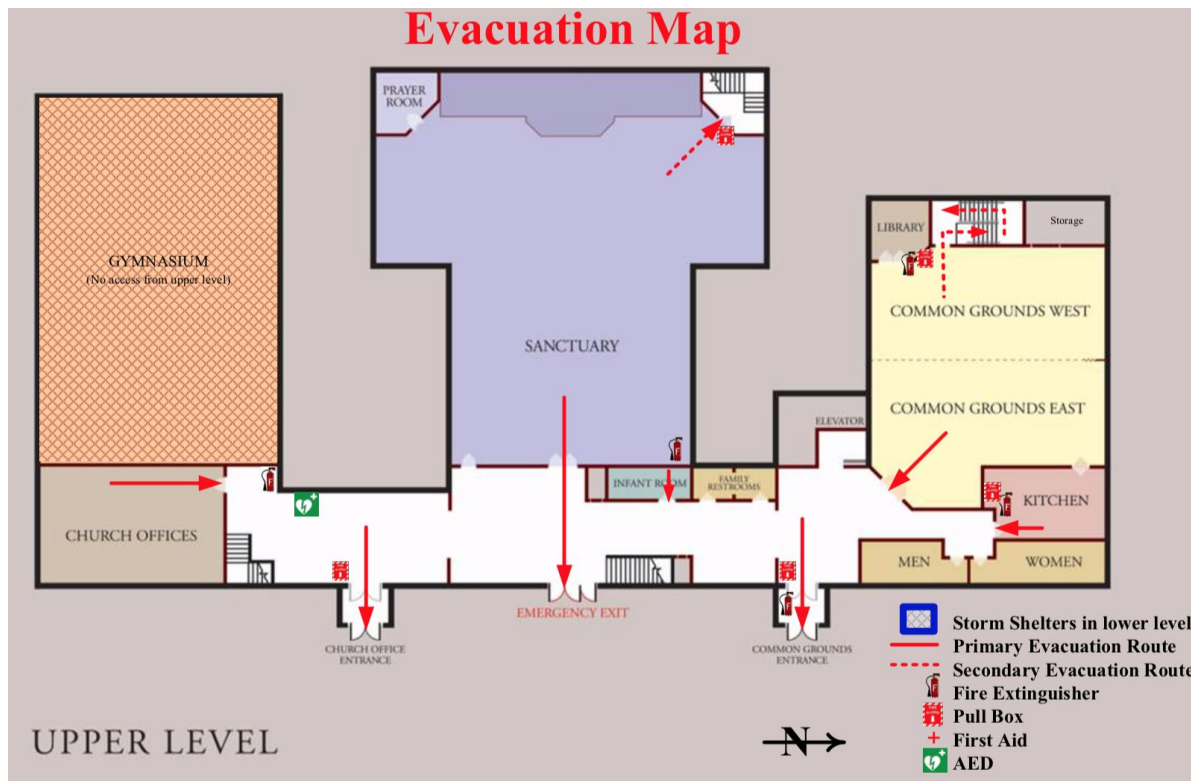 Evacuation Map
PRAYER
ROOM
LIBRARY
Storage
GYMNASIUM
(No access from upper level)
COMMON GROUNDS WEST
SANCTUARY
COMMON GROUNDS EAST
ELEVATOR
INFANT ROOM
FAMILY
RESTROOMS
KITCHEN
CHURCH OFFICES
MEN
WOMEN
EMERGENCY EXIT
CHURCH OFFICE
ENTRANCE
COMMON GROUNDS
ENTRANCE
Storm Shelters in lower level
Primary Evacuation Route
Secondary Evacuation Route
Fire Extinguisher
Pull Box
First Aid
AED
UPPER LEVEL
N